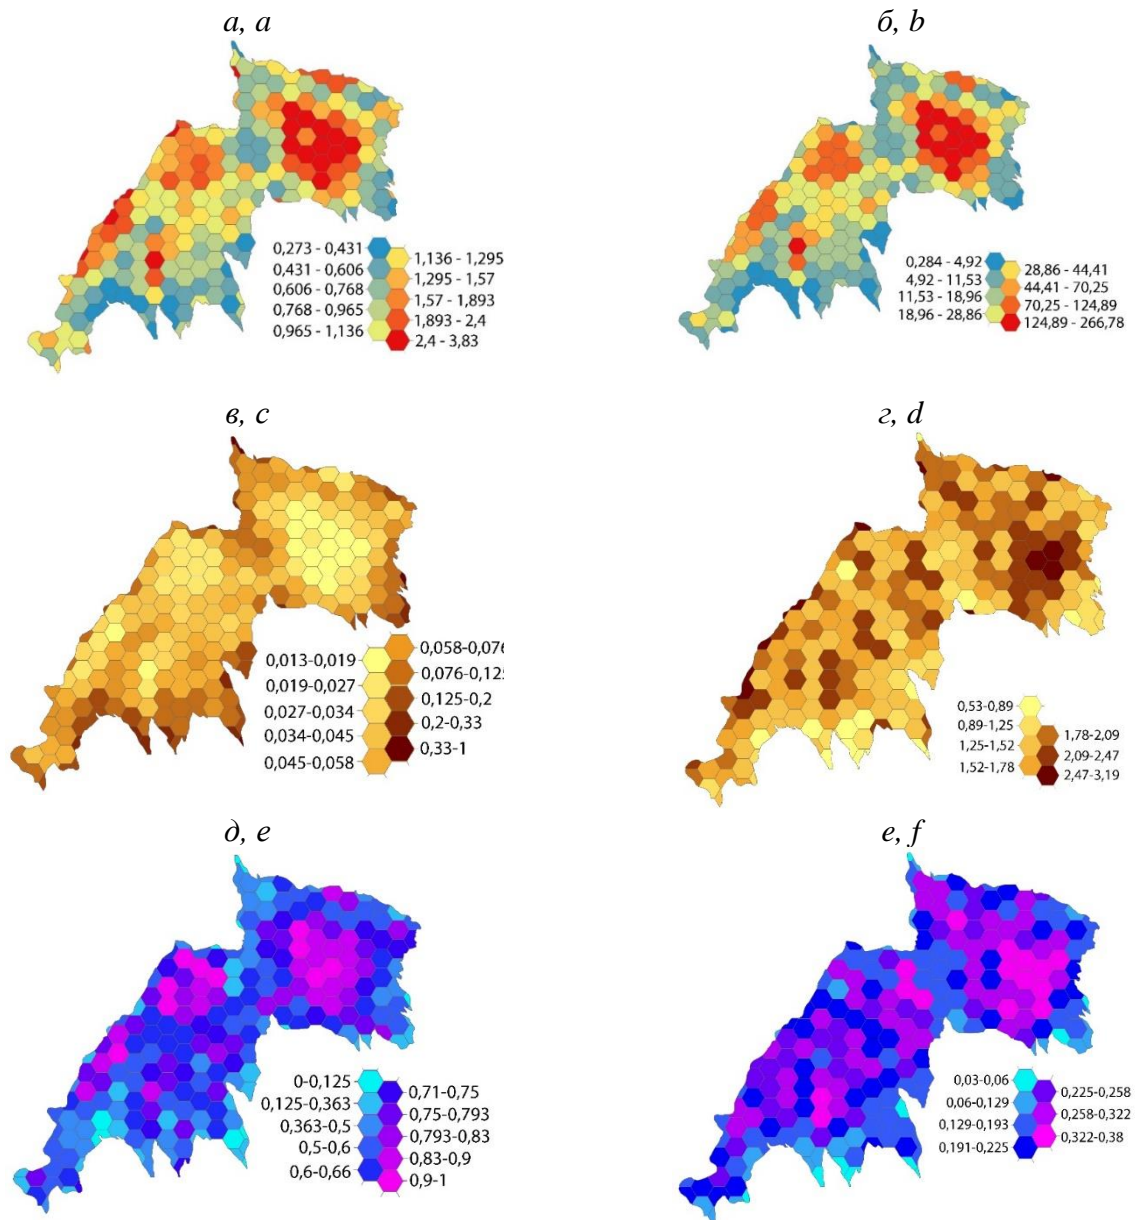 а, a
б, b
0,273 - 0,431
0,431 - 0,606
0,606 - 0,768
0,768 - 0,965
0,965 - 1,136
1,136 - 1,295
1,295 - 1,57
1,57 - 1,893
1,893 - 2,4
2,4 - 3,83
0,284 - 4,92
4,92 - 11,53
11,53 - 18,96
18,96 - 28,86
28,86 - 44,41
44,41 - 70,25
70,25 - 124,89
124,89 - 266,78
в, c
г, d
0,013-0,019
0,019-0,027
0,027-0,034
0,034-0,045
0,045-0,058
0,058-0,076
0,076-0,125
0,125-0,2
0,2-0,33
0,33-1
0,53-0,89
0,89-1,25
1,25-1,52
1,52-1,78
1,78-2,09
2,09-2,47
2,47-3,19
д, e
е, f
0-0,125
0,125-0,363
0,363-0,5
0,5-0,6
0,6-0,66
0,71-0,75
0,75-0,793
0,793-0,83
0,83-0,9
0,9-1
0,03-0,06
0,06-0,129
0,129-0,193
0,191-0,225
0,225-0,258
0,258-0,322
0,322-0,38